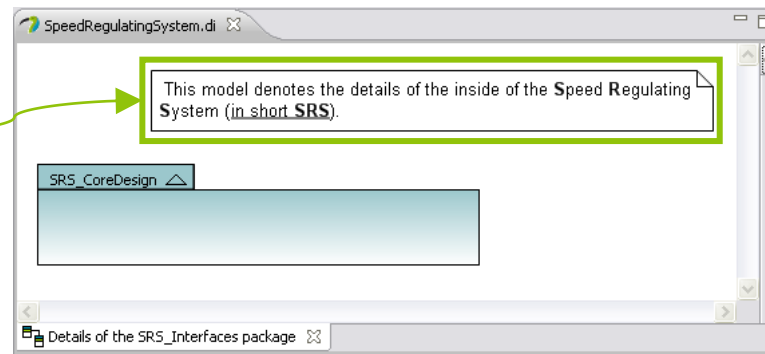 SpeedRegulatingSystem.di
This model denotes the details of the inside of the Speed Regulating
System (in short SRS).
SRS_CoreDesign
Details of the SRS_Interfaces package